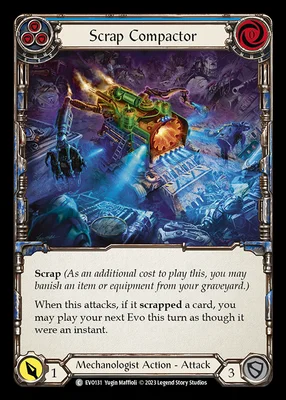 Scrap Compactor
Scrap (As an additional cost to play this, you may
banish an item or equipment from your graveyard.)
When this attacks, if it scrapped a card, you
may play your next Evo this turn as though it
were an instant.
1
Mechanologist Action - Attack
3
C EVO131 Yogin Maffioli © 2023 Legend Story Studios